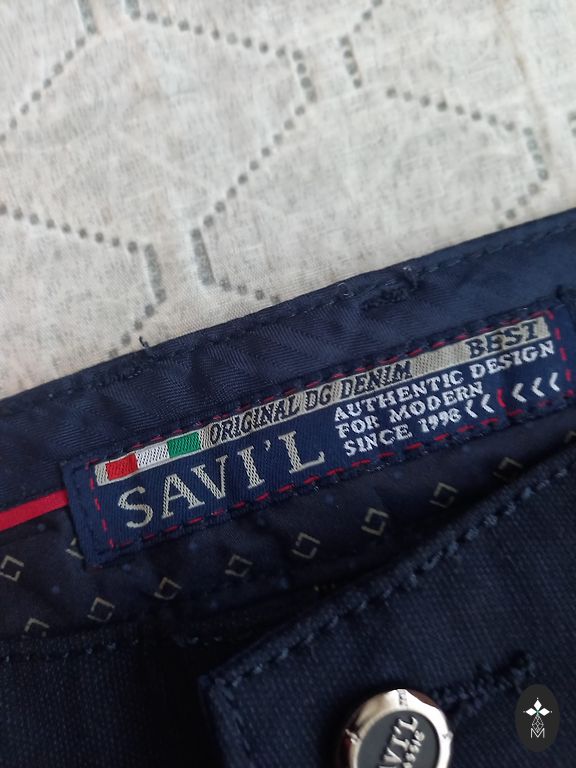 ORIGINAL DG DENIM BEST
SAVI'L
AUTHENTIC DESIGN
FOR MODERN
SINCE 1998